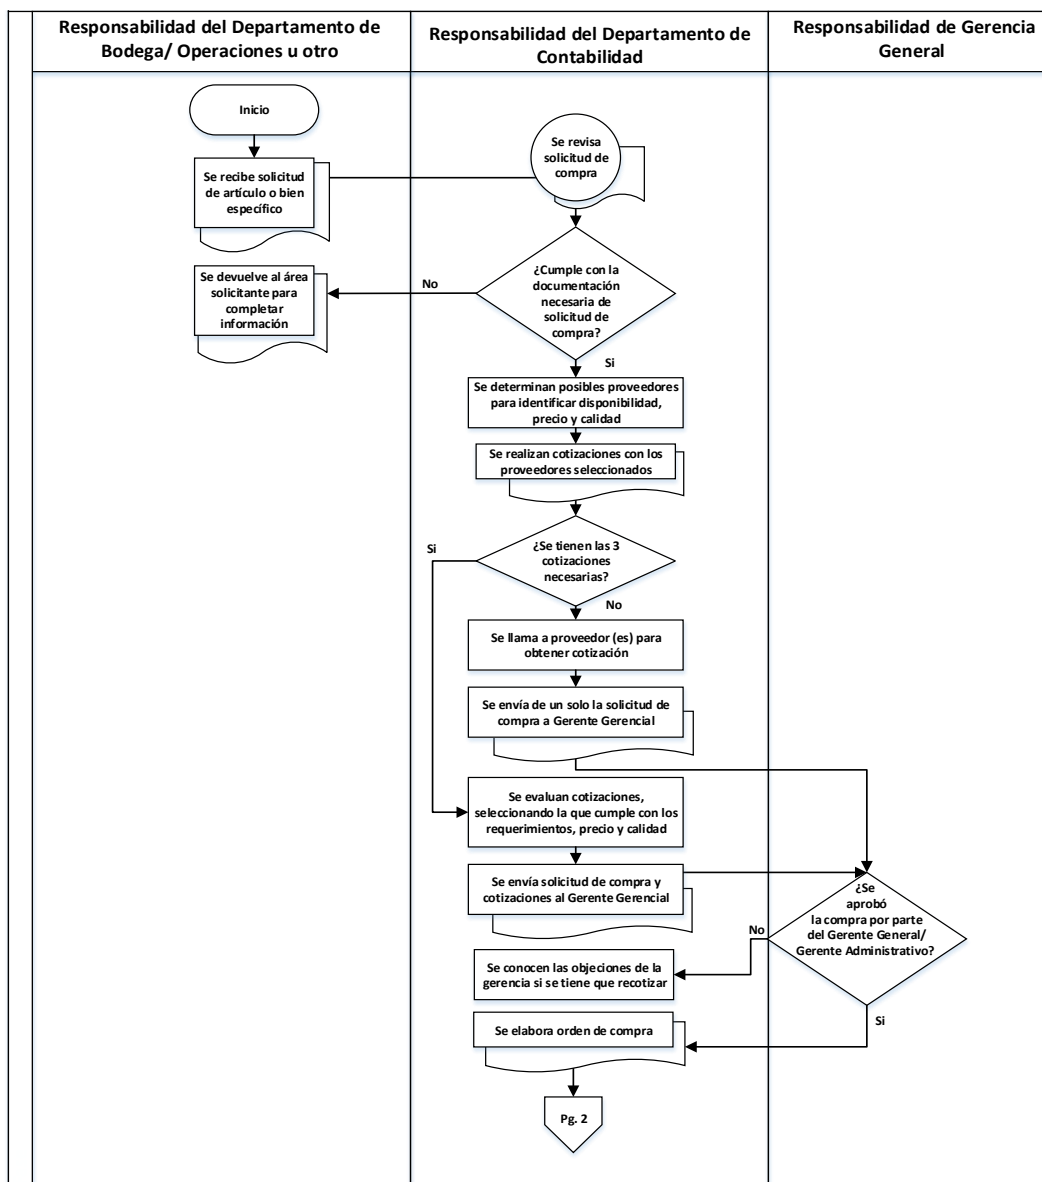 Responsabilidad del Departamento de
Bodega/ Operaciones u otro
Responsabilidad del Departamento de
Contabilidad
Responsabilidad de Gerencia
General
Inicio
Se recibe solicitud
de artículo o bien
específico
Se revisa
solicitud de
compra
¿Cumple con la
documentación
necesaria de
solicitud de
compra?
No
Se devuelve al área
solicitante para
completar
información
Si
Se determinan posibles proveedores
para identificar disponibilidad,
precio y calidad
Se realizan cotizaciones con los
proveedores seleccionados
¿Se tienen las 3
cotizaciones
necesarias?
Si
No
Se llama a proveedor (es) para
obtener cotización
Se envía de un solo la solicitud de
compra a Gerente Gerencial
Se evaluan cotizaciones,
seleccionando la que cumple con los
requerimientos, precio y calidad
Se envía solicitud de compra y
cotizaciones al Gerente Gerencial
¿Se
aprobó
la compra por parte
del Gerente General/
Gerente Administrativo?
No
Se conocen las objeciones de la
gerencia si se tiene que recotizar
Si
Se elabora orden de compra
Pg. 2